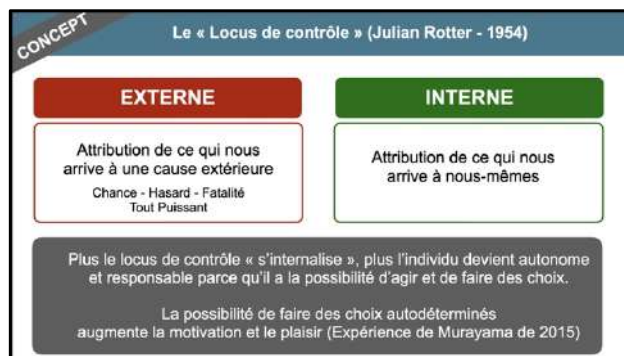 CONCEPT
Le « Locus de contrôle » (Julian Rotter - 1954)
EXTERNE
Attribution de ce qui nous
arrive à une cause extérieure
Chance - Hasard - Fatalité
Tout Puissant
INTERNE
Attribution de ce qui nous
arrive à nous-mêmes
Plus le locus de contrôle « s'internalise », plus l'individu devient autonome
et responsable parce qu'il a la possibilité d'agir et de faire des choix.
La possibilité de faire des choix autodéterminés
augmente la motivation et le plaisir (Expérience de Murayama de 2015)